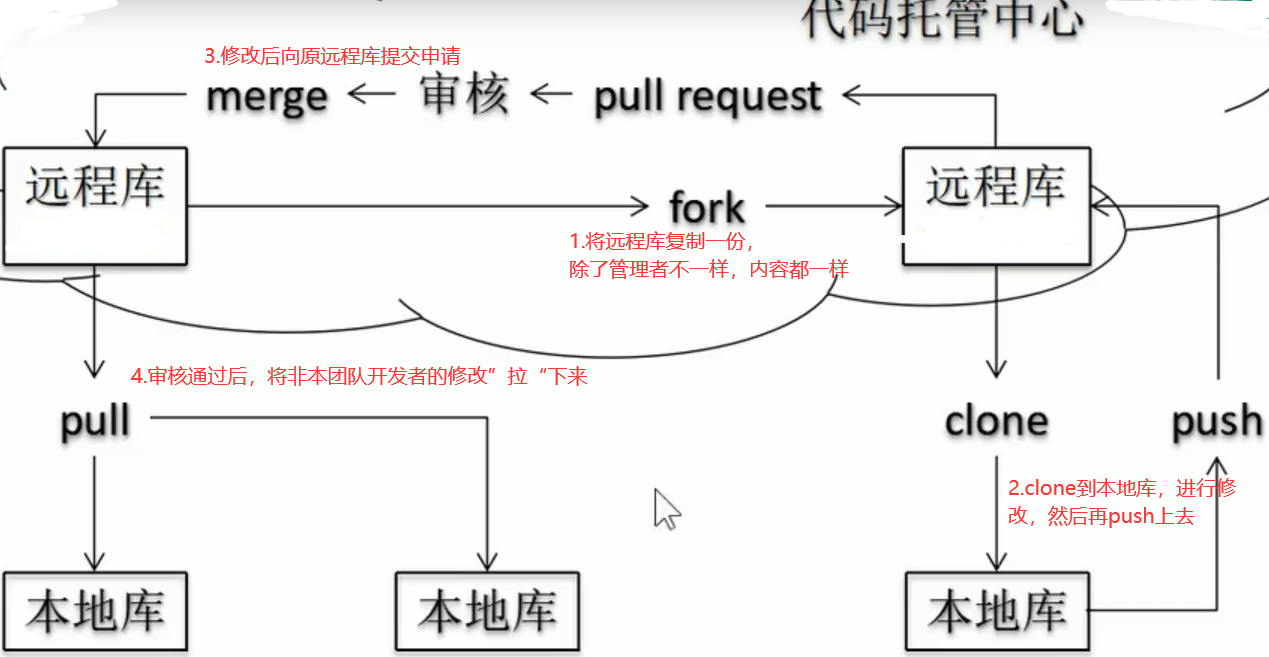 代码托管中心
3.修改后向原远程库提交申请
merge
审核
pull request
远程库
fork
远程库
1.将远程库复制一份，
除了管理者不一样，内容都一样
4.审核通过后，将非本团队开发者的修改”拉“下来
pull
clone
push
2.clone到本地库，进行修
改，然后再push上去
本地库
本地库
本地库